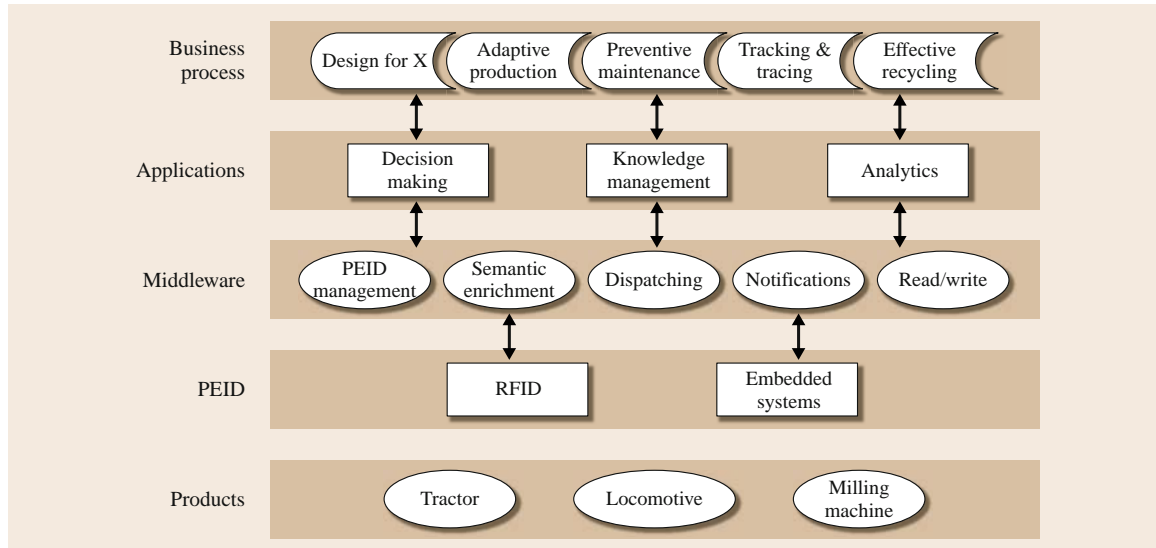 Business
process
Design for X
Adaptive
production
Preventive
maintenance
Tracking &
tracing
Effective
recycling
Applications
Decision
making
Knowledge
management
Analytics
Middleware
PEID
management
Semantic
enrichment
Dispatching
Notifications
Read/write
PEID
RFID
Embedded
systems
Products
Tractor
Locomotive
Milling
machine